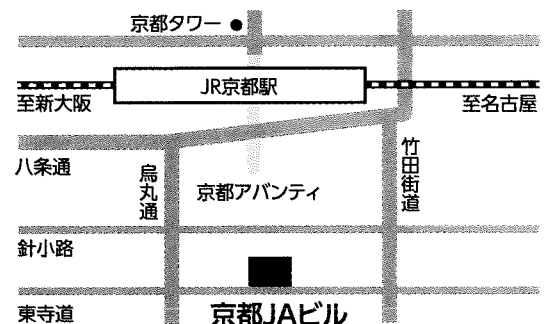 京都タワー
JR京都駅
至新大阪
至名古屋
八条通
烏丸通
京都アバンティ
竹田街道
針小路
東寺道
京都JAビル